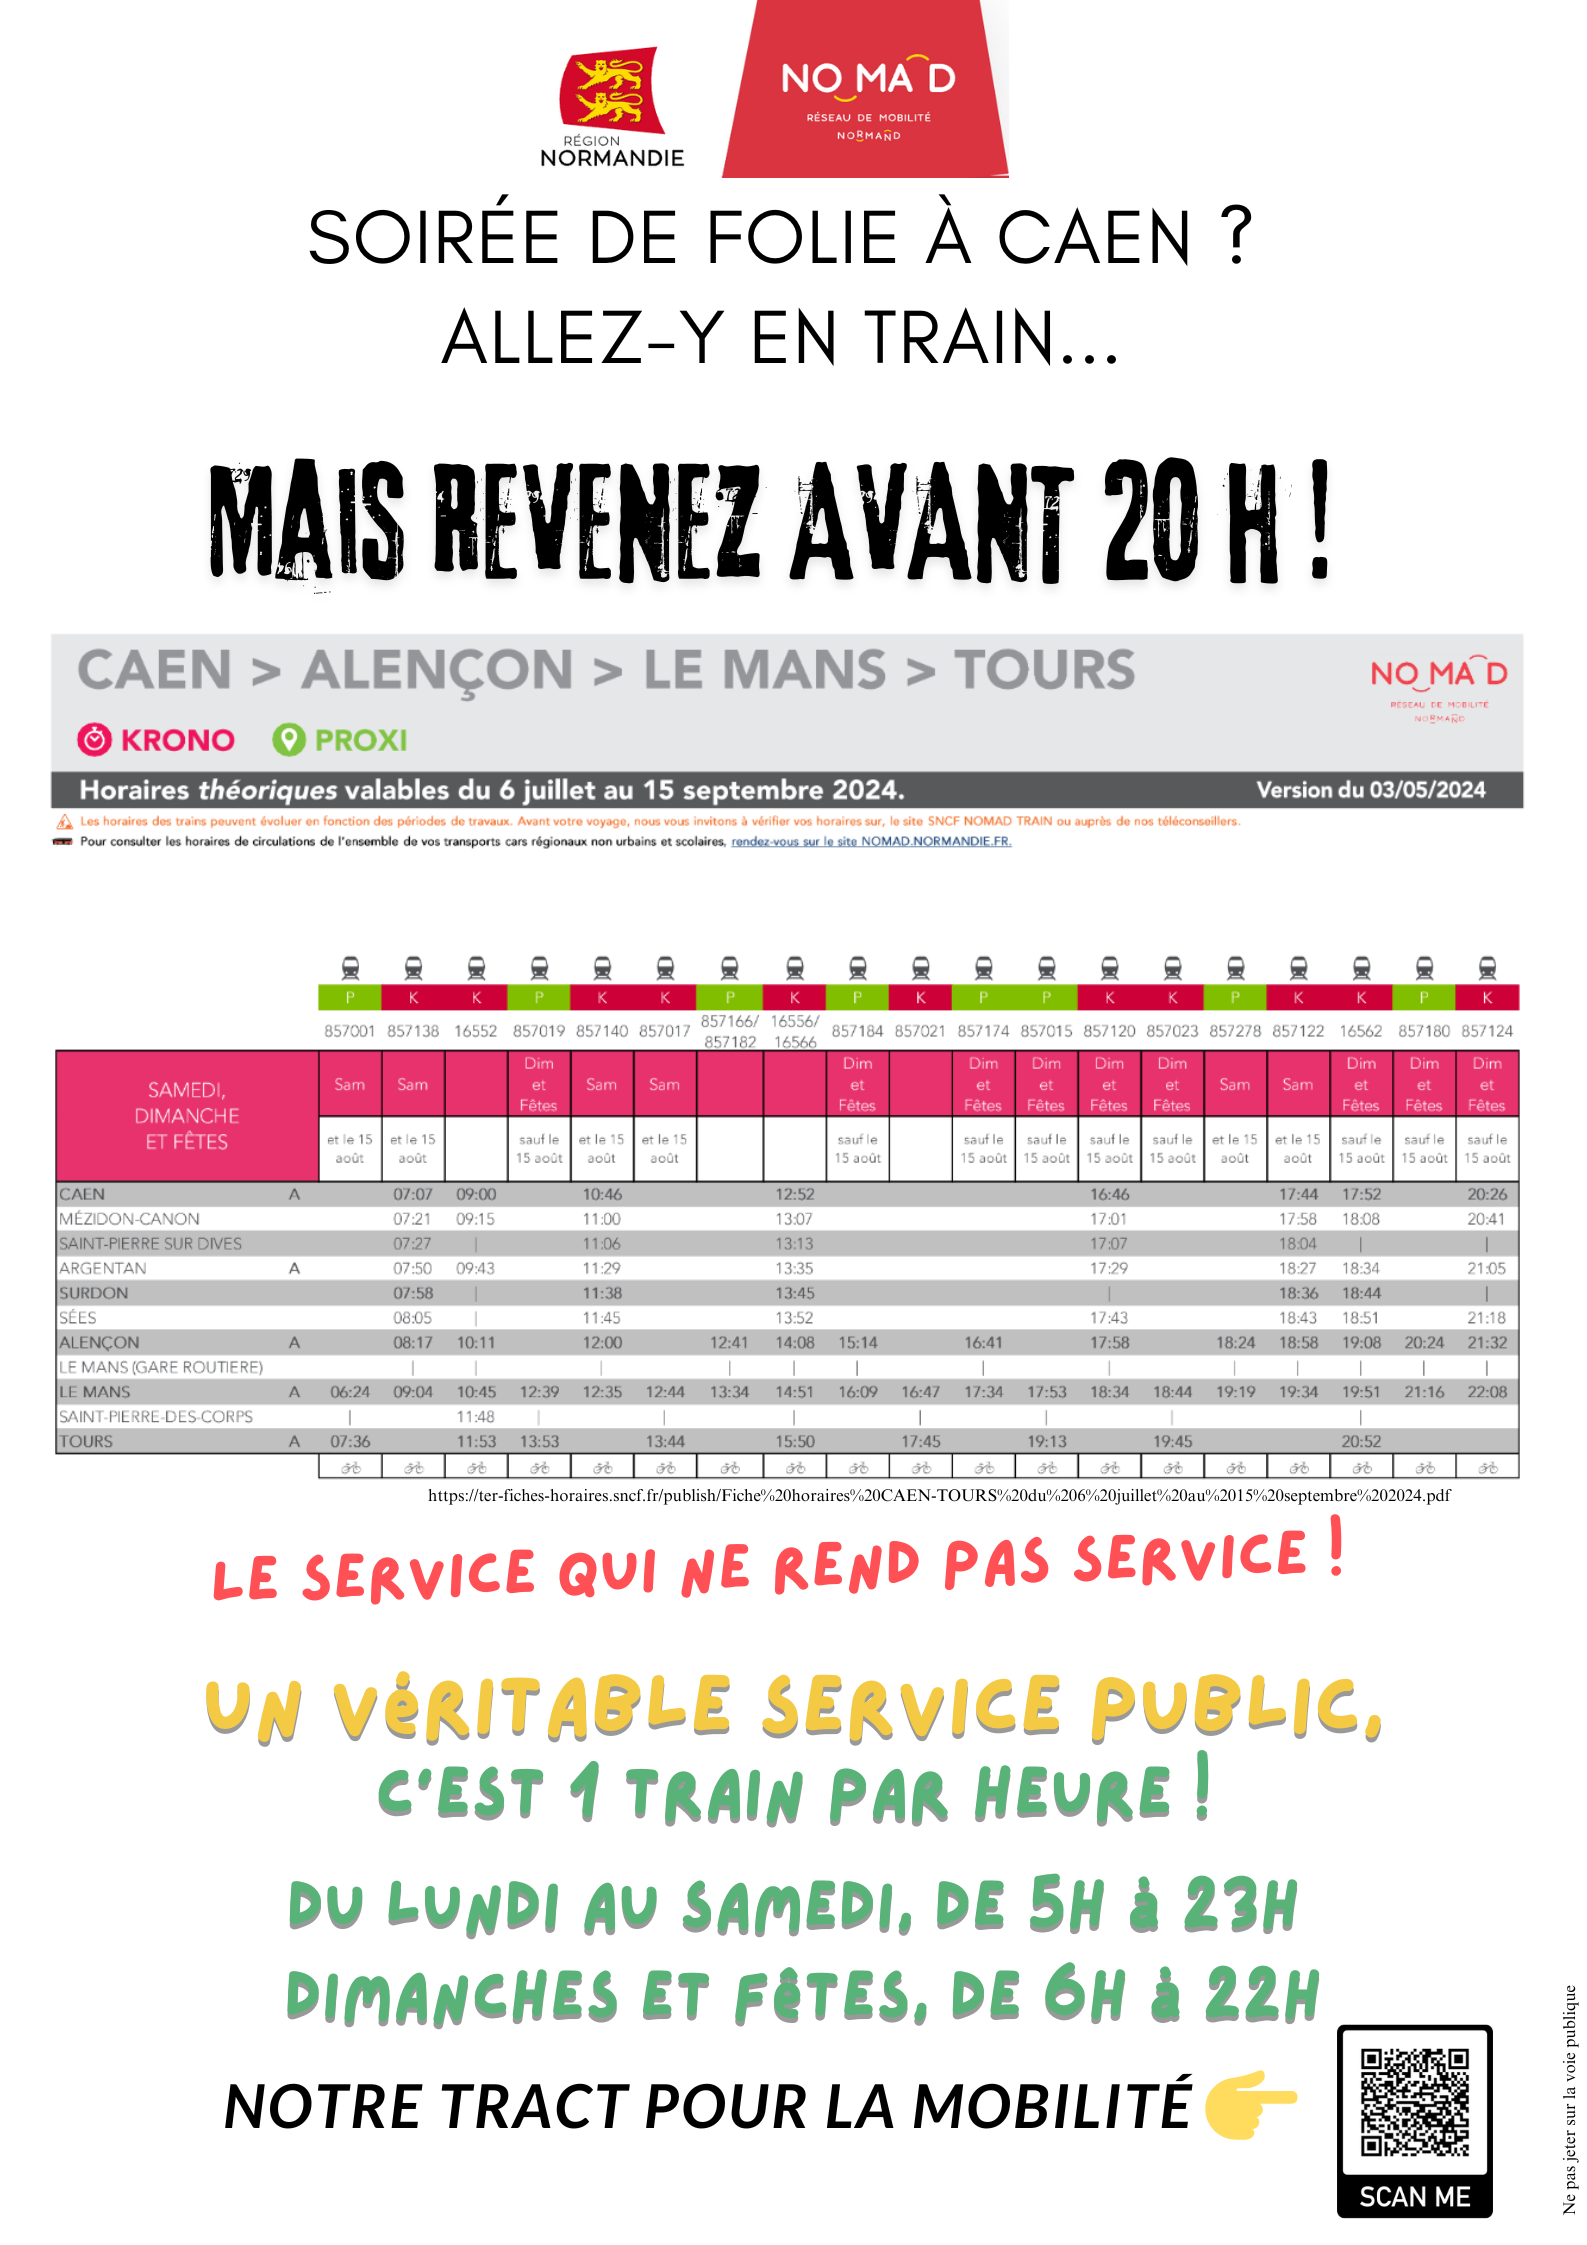 RÉGION
NORMANDIE
NOMAD
RÉSEAU DE MOBILITÉ
NORMAND
SOIRÉE DE FOLIE À CAEN ?
ALLEZ-Y EN TRAIN...
MAIS REVENEZ AVANT 20 H !
CAEN > ALENÇON > LE MANS > TOURS
NOMAD
RÉSEAU DE MOBILITÉ
NORMAND
KRONO PROXI
Horaires théoriques valables du 6 juillet au 15 septembre 2024. Version du 03/05/2024
Les horaires des trains peuvent évoluer en fonction des périodes de travaux. Avant votre voyage, nous vous invitons à vérifier vos horaires sur, le site SNCF NOMAD TRAIN ou auprès de nos téléconseillers.
Pour consulter les horaires de circulations de l'ensemble de vos transports cars régionaux non urbains et scolaires, rendez-vous sur le site NOMAD.NORMANDIE.FR.
P K K P K K P K P K P P K K P K K P K
857001 857138 16552 857019 857140 857017 857166/ 857182 16556/ 16566 857184 857021 857174 857015 857120 857023 857278 857122 16562 857180 857124
SAMEDI, DIMANCHE ET FÊTES
Sam Sam Dim et Fêtes Sam Sam Dim et Fêtes Dim et Fêtes Dim et Fêtes Dim et Fêtes Dim et Fêtes Sam Sam Dim et Fêtes Dim et Fêtes Dim et Fêtes
et le 15 août et le 15 août sauf le 15 août et le 15 août et le 15 août sauf le 15 août sauf le 15 août sauf le 15 août sauf le 15 août sauf le 15 août et le 15 août et le 15 août sauf le 15 août sauf le 15 août sauf le 15 août
CAEN A 07:07 09:00 10:46 12:52 16:46 17:44 17:52 20:26
MÉZIDON-CANON 07:21 09:15 11:00 13:07 17:01 17:58 18:08 20:41
SAINT-PIERRE SUR DIVES 07:27 | 11:06 13:13 17:07 18:04 | |
ARGENTAN A 07:50 09:43 11:29 13:35 17:29 18:27 18:34 21:05
SURDON 07:58 | 11:38 13:45 | 18:36 18:44 |
SÉES 08:05 | 11:45 13:52 17:43 18:43 18:51 21:18
ALENÇON A 08:17 10:11 12:00 12:41 14:08 15:14 16:41 17:58 18:24 18:58 19:08 20:24 21:32
LE MANS (GARE ROUTIERE) | | | | | | | | | | | | |
LE MANS A 06:24 09:04 10:45 12:39 12:35 12:44 13:34 14:51 16:09 16:47 17:34 17:53 18:34 18:44 19:19 19:34 19:51 21:16 22:08
SAINT-PIERRE-DES-CORPS | 11:48 | | | | | | |
TOURS A 07:36 11:53 13:53 13:44 15:50 17:45 19:13 19:45 20:52
https://ter-fiches-horaires.sncf.fr/publish/Fiche%20horaires%20CAEN-TOURS%20du%206%20juillet%20au%2015%20septembre%202024.pdf
LE SERVICE QUI NE REND PAS SERVICE !
UN VéRITABLE SERVICE PUBLIC,
C'EST 1 TRAIN PAR HEURE !
DU LUNDI AU SAMEDI, DE 5H à 23H
DIMANCHES ET FêTES, DE 6H à 22H
NOTRE TRACT POUR LA MOBILITÉ
SCAN ME
Ne pas jeter sur la voie publique